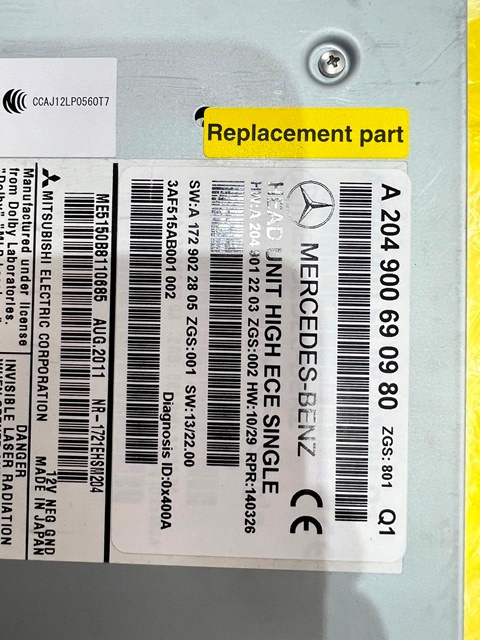 CCAJ12LP0560T7
Replacement part
A 204 900 69 09 80 ZGS: 801 Q1
MERCEDES-BENZ CE
HEAD UNIT HIGH ECE SINGLE
HW:A 204 901 22 03 ZGS:002 HW:10/29 RPR:140326
SW:A 172 902 28 05 ZGS:001 SW:13/22.00
3AF515AB001 002 Diagnosis ID:0x400A
ME515DB8110685 AUG.2011 NR-1721EHSU204
12V NEG GND
MITSUBISHI ELECTRIC CORPORATION MADE IN JAPAN
Manufactured under license
from Dolby Laboratories.
DANGER
INVISIBLE LASER RADIATION